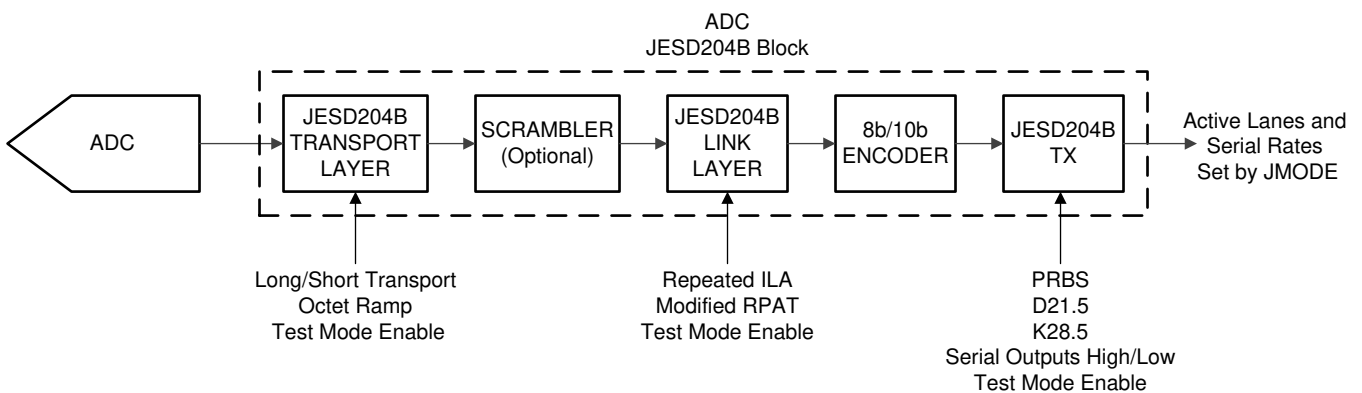 ADC
JESD204B Block
ADC
JESD204B
TRANSPORT
LAYER
SCRAMBLER
(Optional)
JESD204B
LINK
LAYER
8b/10b
ENCODER
JESD204B
TX
Active Lanes and
Serial Rates
Set by JMODE
Long/Short Transport
Octet Ramp
Test Mode Enable
Repeated ILA
Modified RPAT
Test Mode Enable
PRBS
D21.5
K28.5
Serial Outputs High/Low
Test Mode Enable